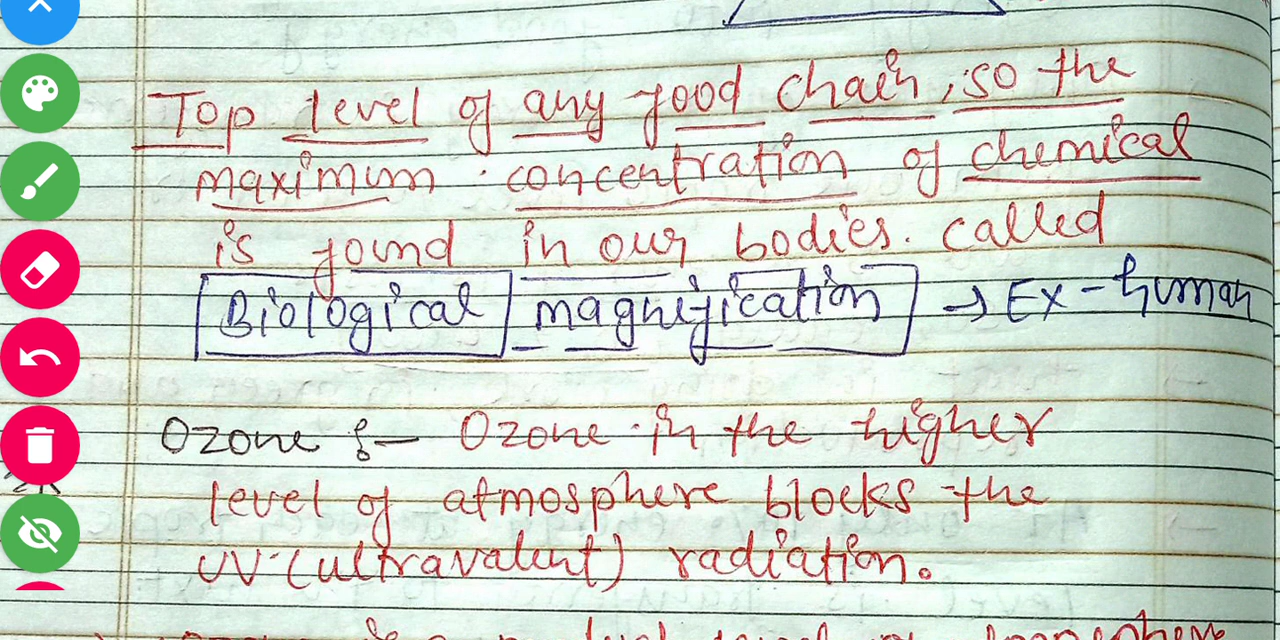 Top level of any food chain, so the
maximum concentration of chemical
is found in our bodies. called
Biological magnification → Ex - human
Ozone :- Ozone in the higher
level of atmosphere blocks the
UV (ultravalent) radiation.